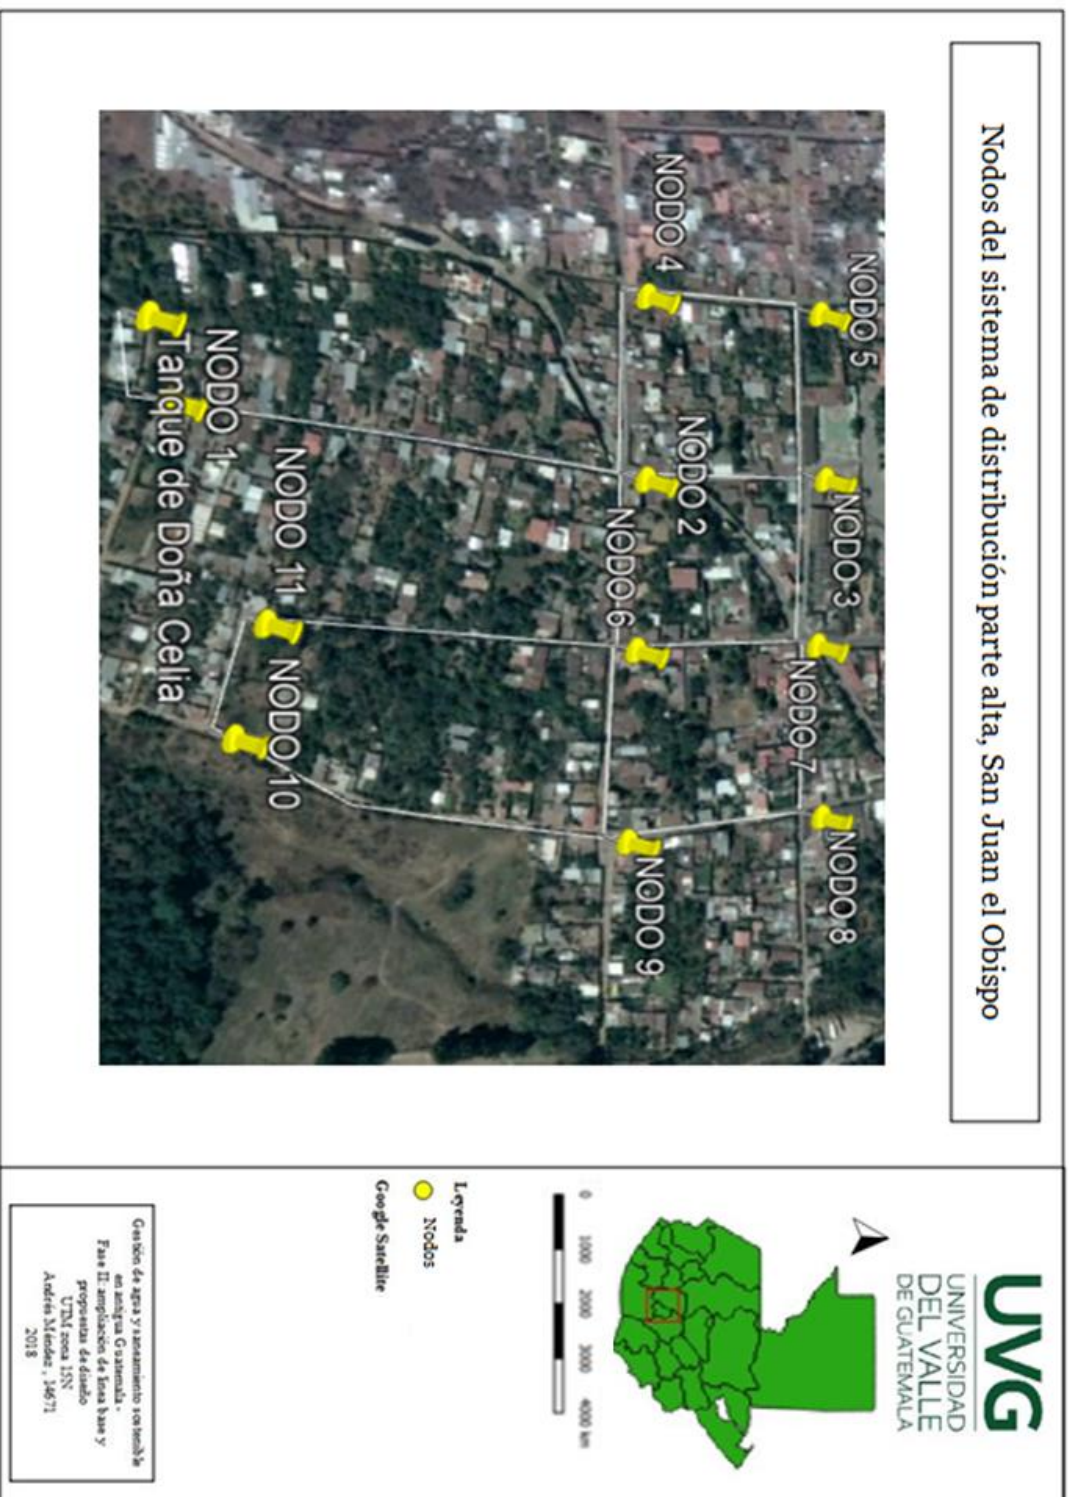 Nodos del sistema de distribución parte alta, San Juan el Obispo
NODO 5
NODO 3
NODO 8
NODO 4
NODO 2
NODO 7
NODO 6
NODO 9
NODO 1
NODO 11
NODO 10
Tanque de Doña Celia
UVG
UNIVERSIDAD
DEL VALLE
DE GUATEMALA
0 1000 2000 3000 4000 km
Leyenda
Nodos
Google Satellite
Gestión de agua y saneamiento sostenible
en antigua Guatemala -
Fase II: ampliación de línea base y
propuestas de diseño
UTM zona 15N
Andrés Méndez , 14671
2018